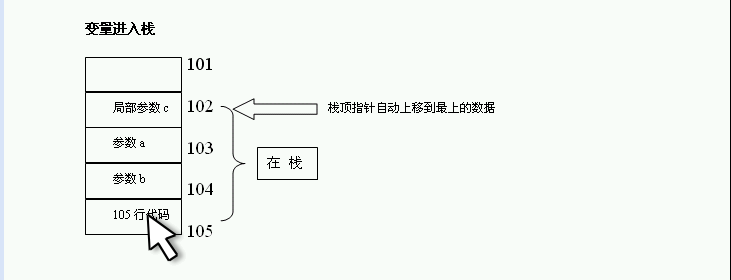 变量进入栈
101
局部参数 c
102
栈顶指针自动上移到最上的数据
参数 a
103
在 栈
参数 b
104
105 行代码
105